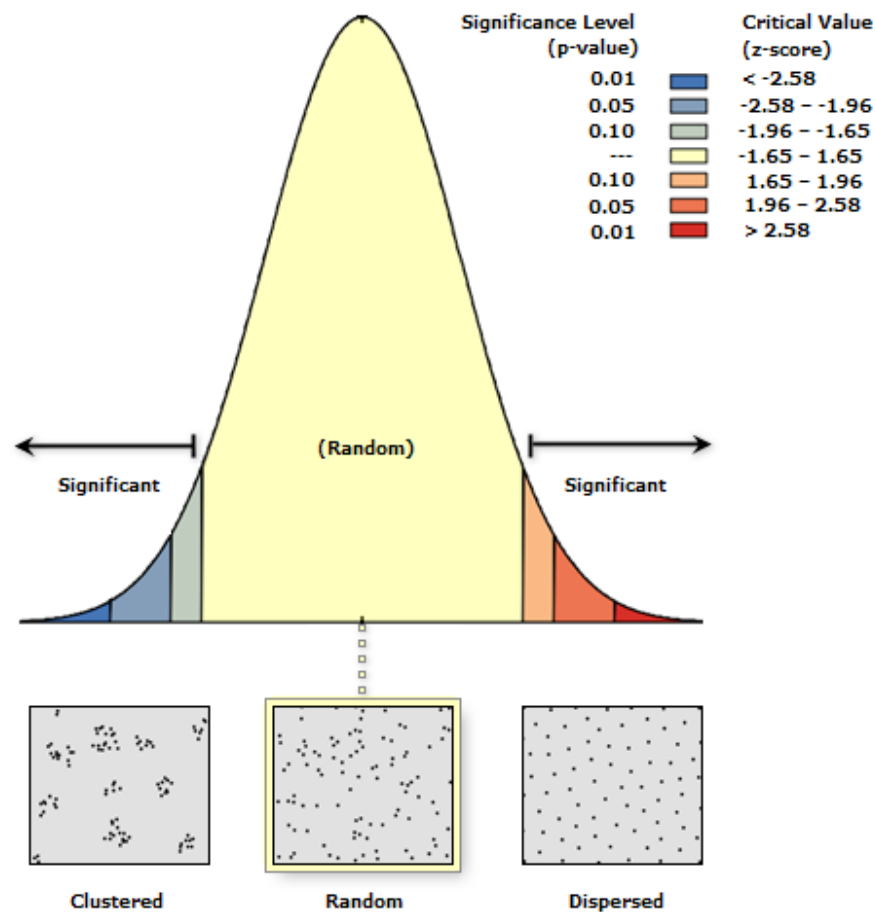 Significance Level Critical Value
(p-value) (z-score)
0.01 < -2.58
0.05 -2.58 – -1.96
0.10 -1.96 – -1.65
--- -1.65 – 1.65
0.10 1.65 – 1.96
0.05 1.96 – 2.58
0.01 > 2.58
(Random)
Significant Significant
Clustered Random Dispersed